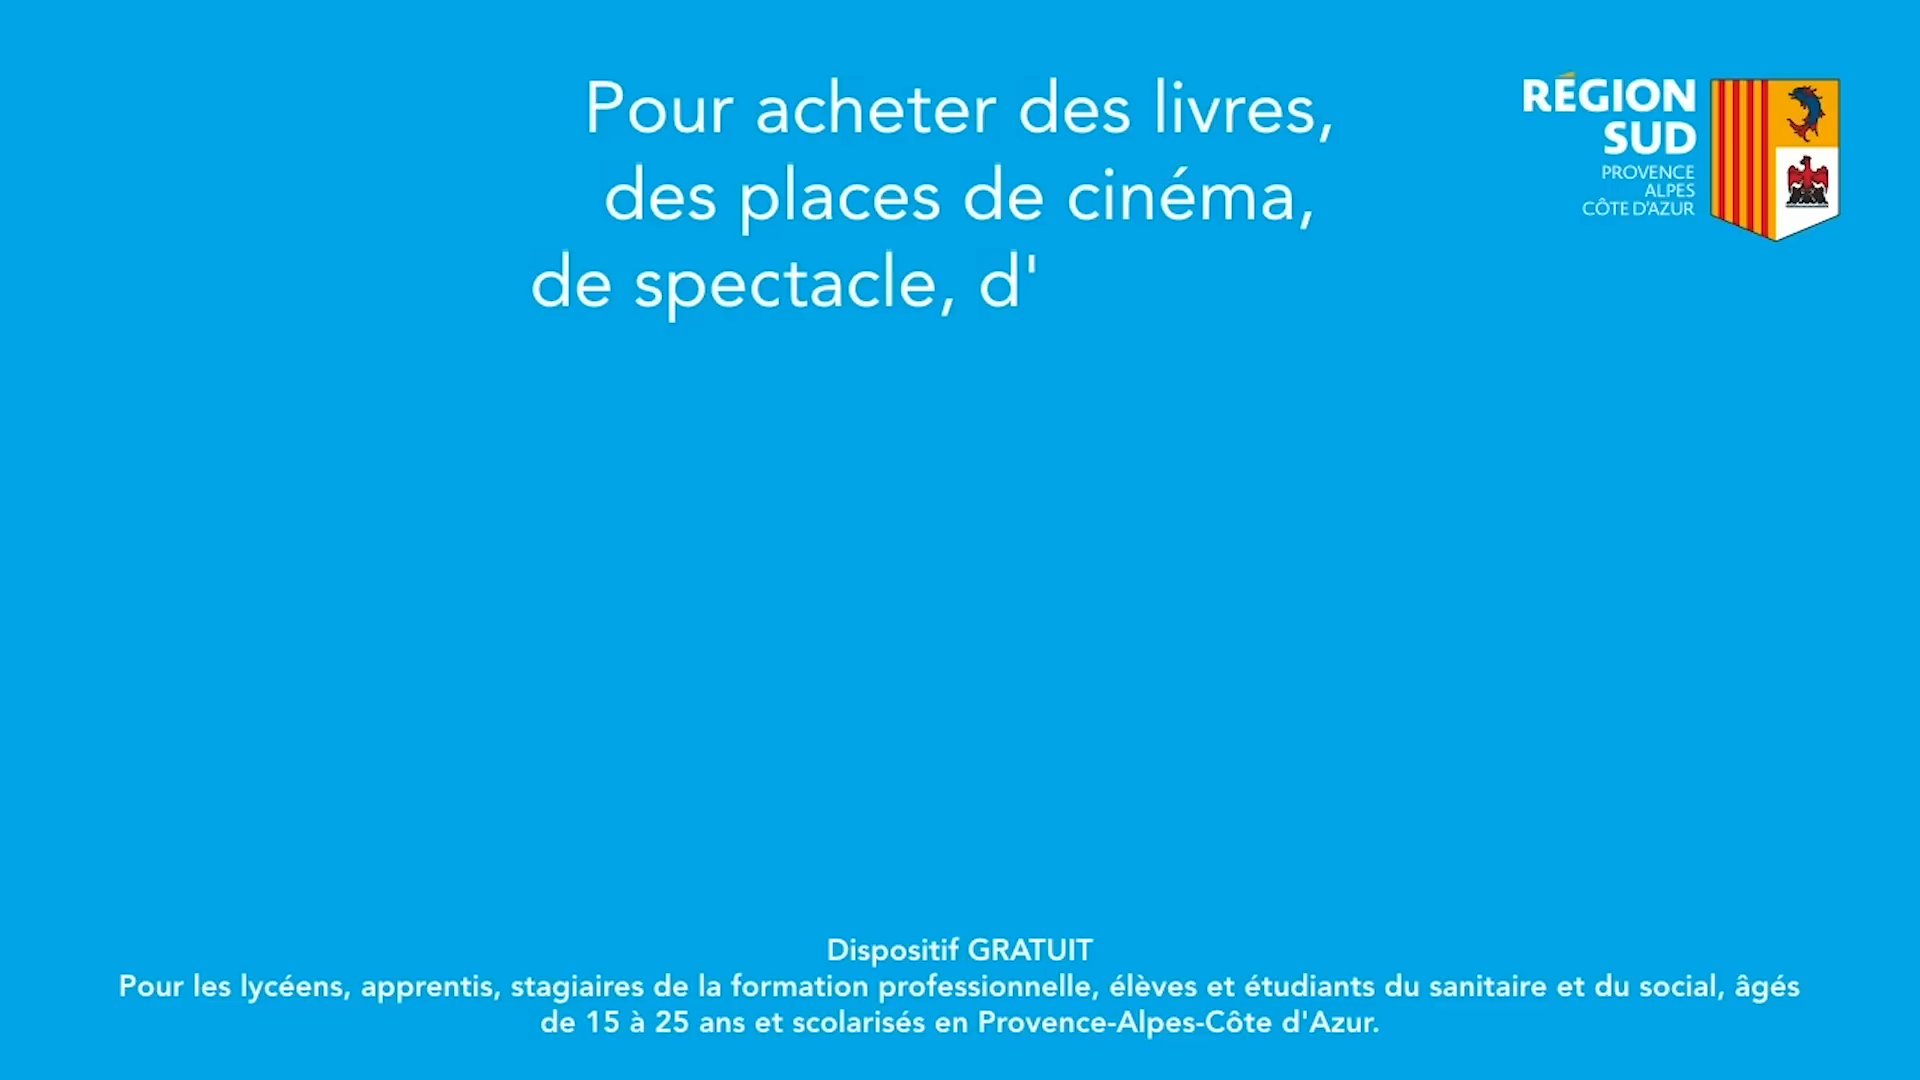 Pour acheter des livres,
des places de cinéma,
de spectacle, d'
RÉGION
SUD
PROVENCE
ALPES
CÔTE D'AZUR
Dispositif GRATUIT
Pour les lycéens, apprentis, stagiaires de la formation professionnelle, élèves et étudiants du sanitaire et du social, âgés
de 15 à 25 ans et scolarisés en Provence-Alpes-Côte d'Azur.